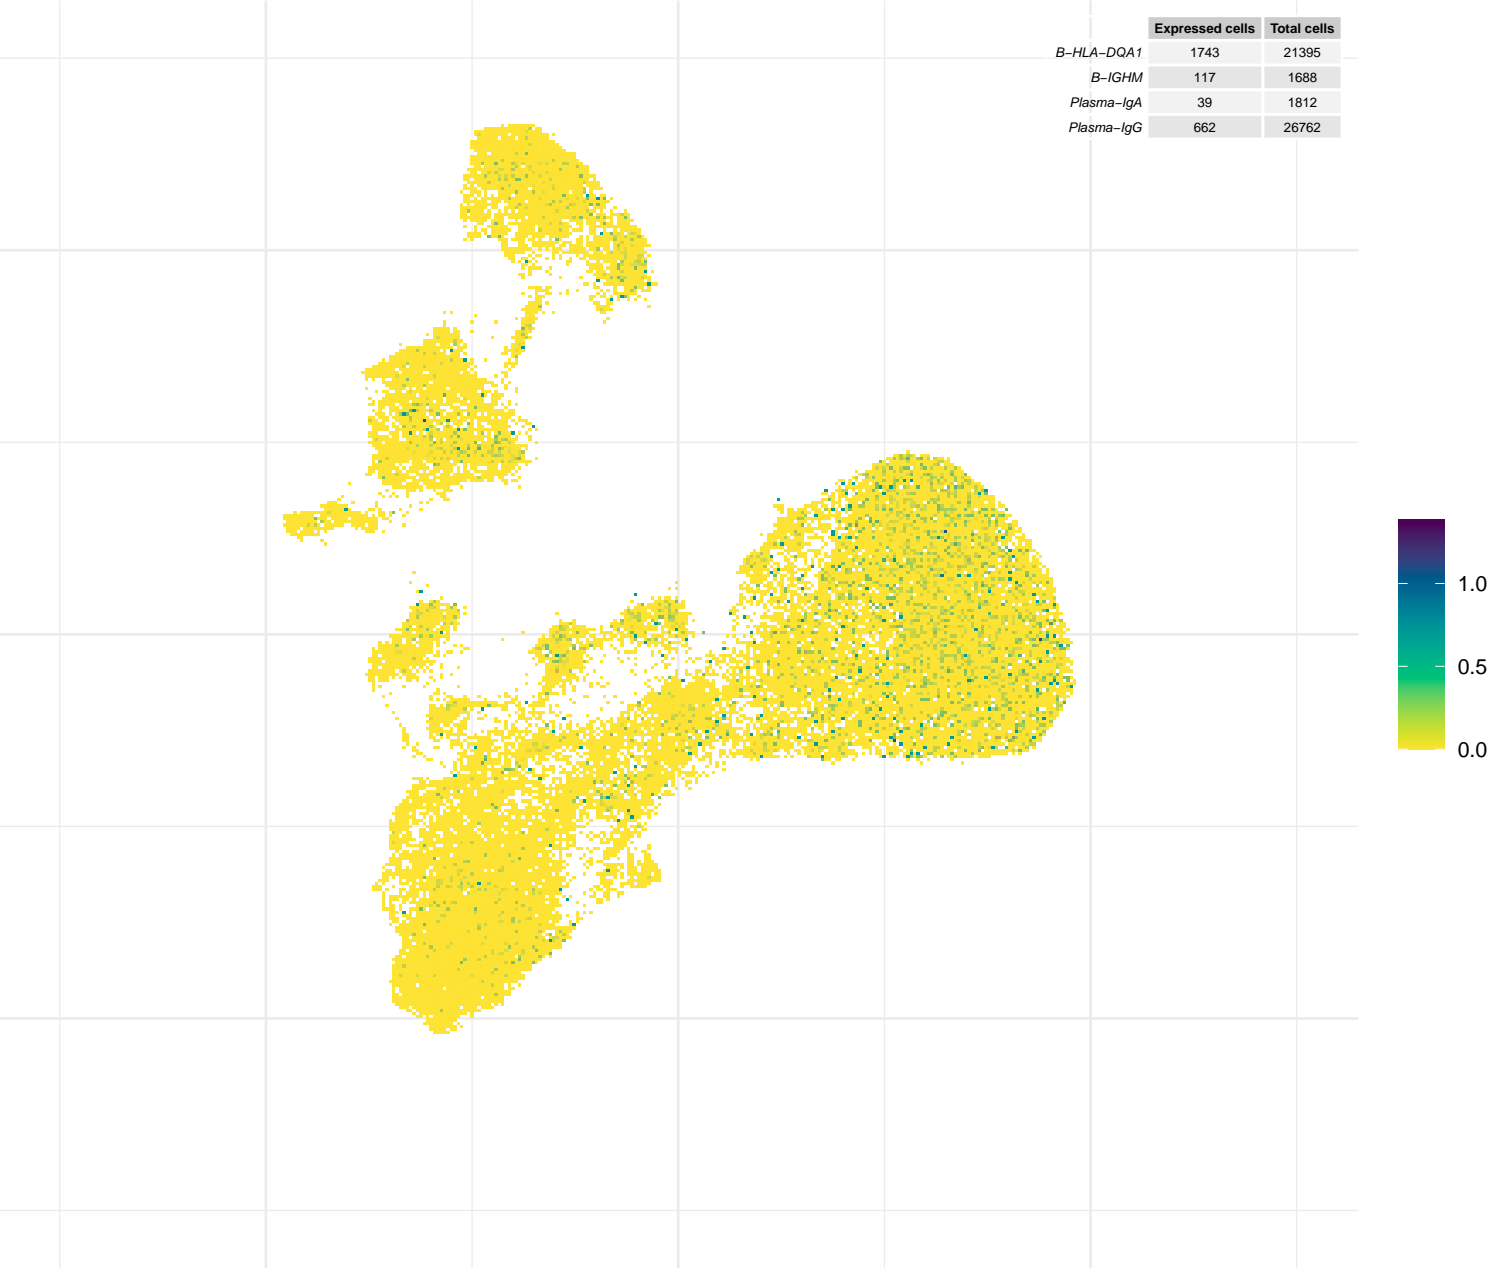 Expressed cells Total cells
B−HLA−DQA1 1743 21395
B−IGHM 117 1688
Plasma−IgA 39 1812
Plasma−IgG 662 26762
1.0
0.5
0.0